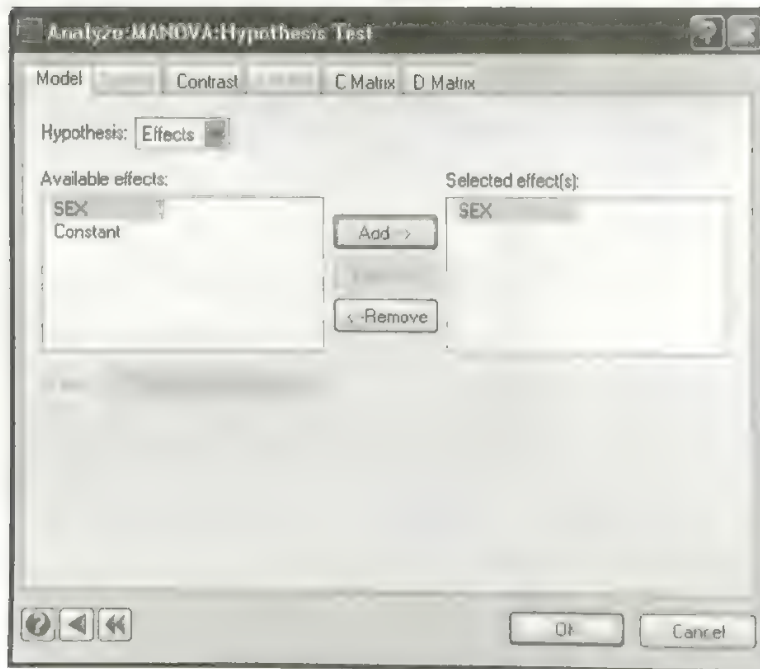 Analyze:MANOVA:Hypothesis Test
Model Contrast C Matrix D Matrix
Hypothesis: Effects
Available effects:
SEX
Constant
Add ->
<-Remove
Selected effect(s):
SEX
OK Cancel